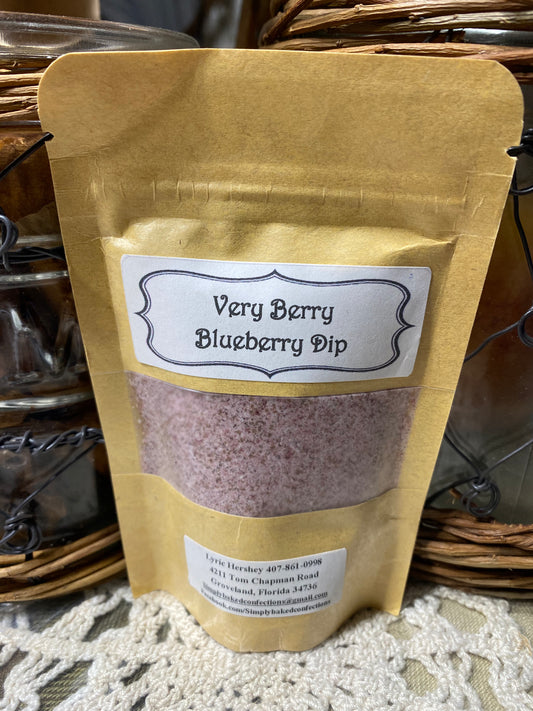 Very Berry
Blueberry Dip
Lyric Hershey 407-861-0998
4211 Tom Chapman Road
Groveland, Florida 34736
simplybakedconfections@gmail.com
Facebook.com/Simplybakedconfections